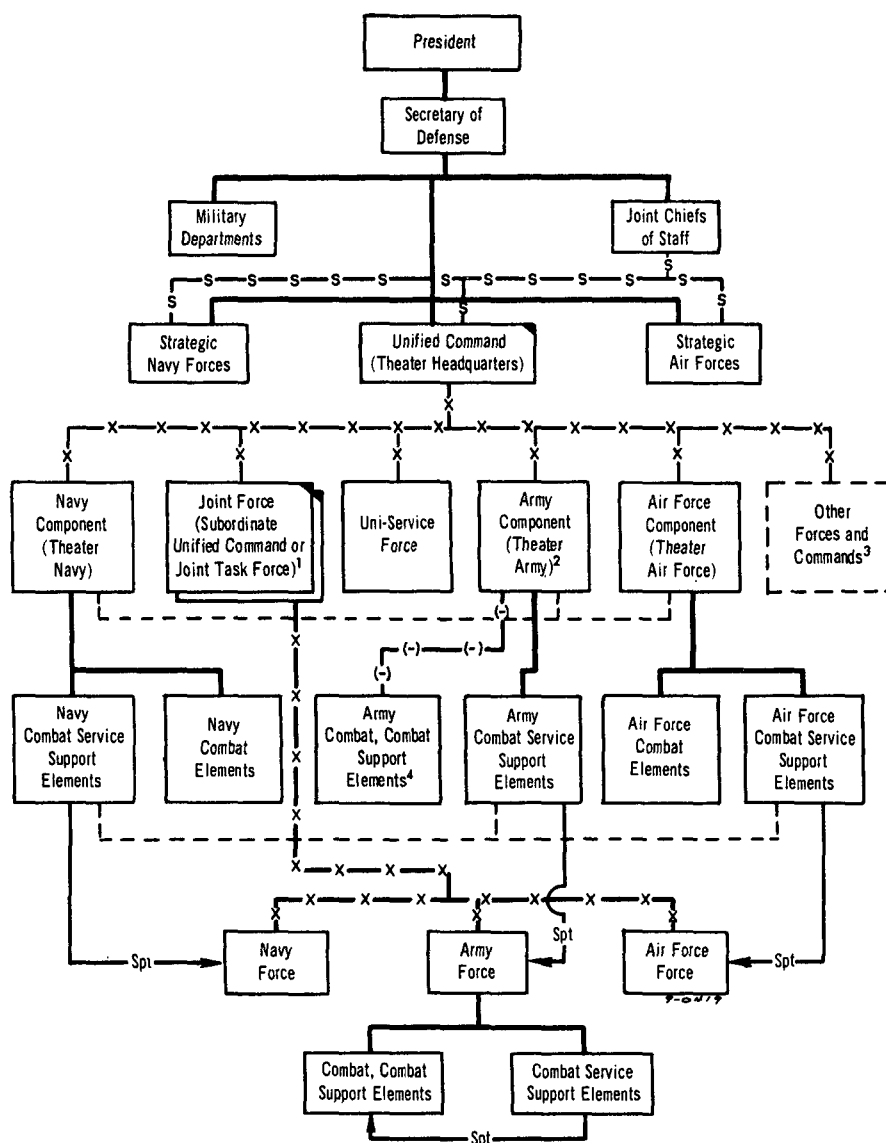 President
Secretary of
Defense
Military
Departments
Joint Chiefs
of Staff
S S S S S S S S S S S
S S S
Strategic
Navy Forces
Unified Command
(Theater Headquarters)
Strategic
Air Forces
X
X X X X X X X X X X X X X X X
X X X X X X
Navy
Component
(Theater
Navy)
Joint Force
(Subordinate
Unified Command or
Joint Task Force)1
Uni-Service
Force
Army
Component
(Theater
Army)2
Air Force
Component
(Theater
Air Force)
Other
Forces and
Commands3
(-)
X
(-) (-)
(-)
X
Navy
Combat Service
Support
Elements
Navy
Combat
Elements
Army
Combat, Combat
Support
Elements4
Army
Combat Service
Support
Elements
Air Force
Combat
Elements
Air Force
Combat Service
Support
Elements
X
X
X
X X X X
X X X X X X X
X X X
Spt
Navy
Force
Army
Force
Spt
Air Force
Force
Spt
Combat, Combat
Support Elements
Combat Service
Support Elements
Spt